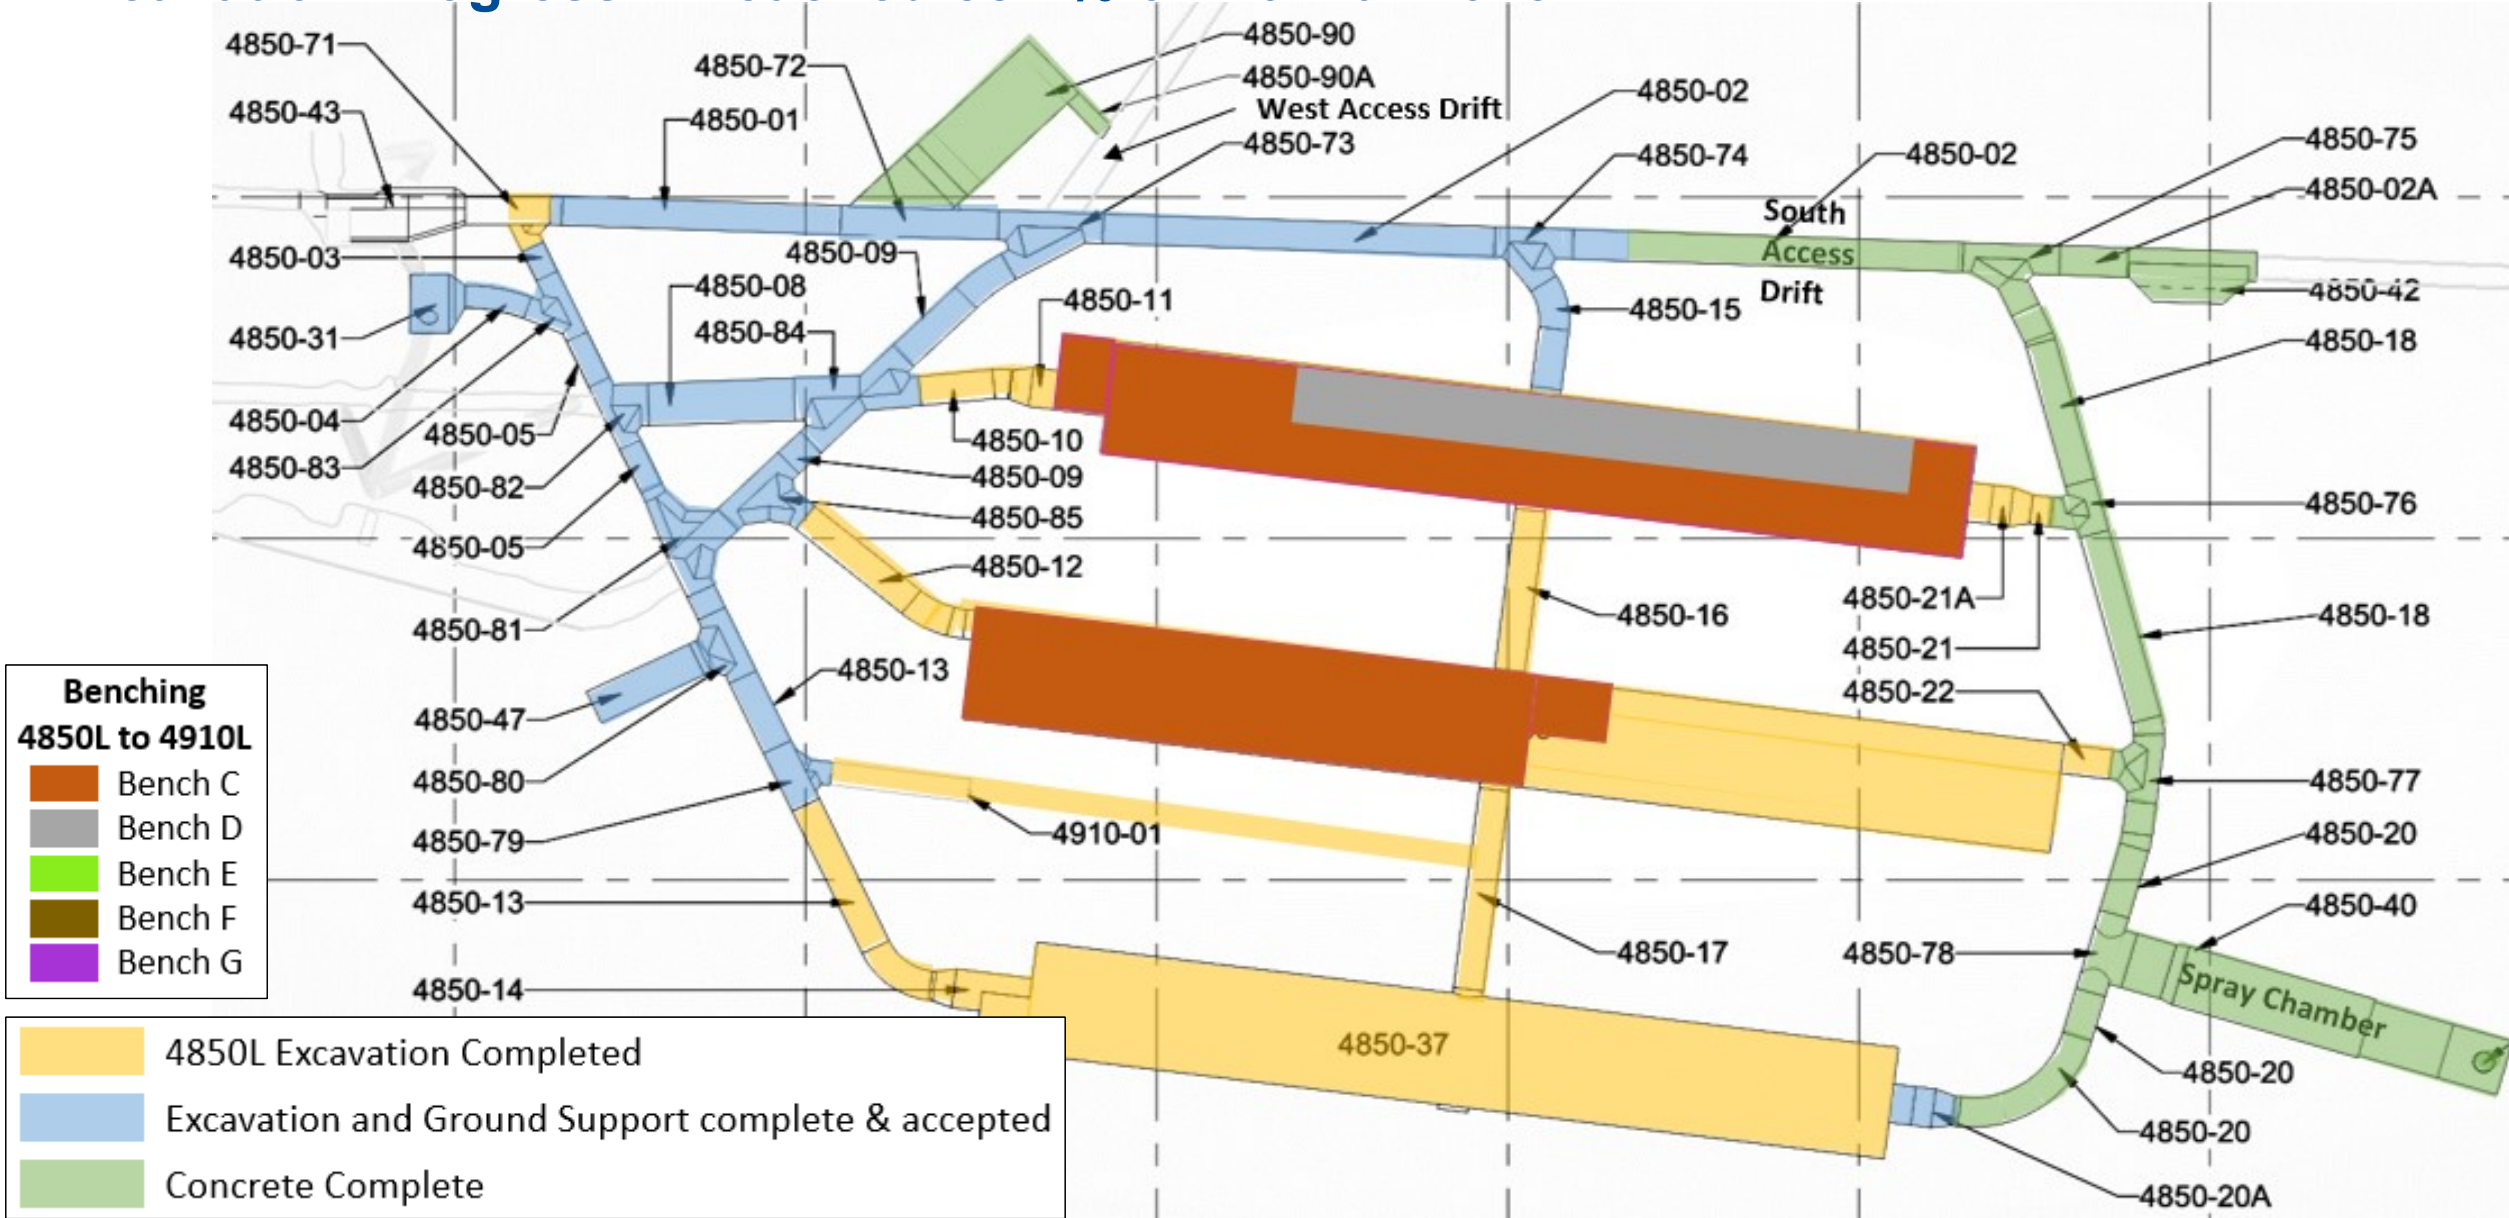 4850-71
4850-90
4850-72
4850-90A
4850-02
4850-43
4850-01
West Access Drift
4850-73
4850-74
4850-02
4850-75
4850-02A
South
Access
Drift
4850-03
4850-09
4850-08
4850-11
4850-42
4850-15
4850-31
4850-84
4850-18
4850-04
4850-05
4850-10
4850-83
4850-09
4850-82
4850-76
4850-85
4850-05
4850-12
4850-21A
4850-16
4850-18
4850-81
4850-21
4850-13
4850-22
4850-47
4850-80
4850-77
4850-79
4910-01
4850-20
4850-13
4850-40
4850-17
4850-78
4850-14
Spray Chamber
4850-37
4850-20
4850-20
4850-20A
Benching
4850L to 4910L
Bench C
Bench D
Bench E
Bench F
Bench G
4850L Excavation Completed
Excavation and Ground Support complete & accepted
Concrete Complete